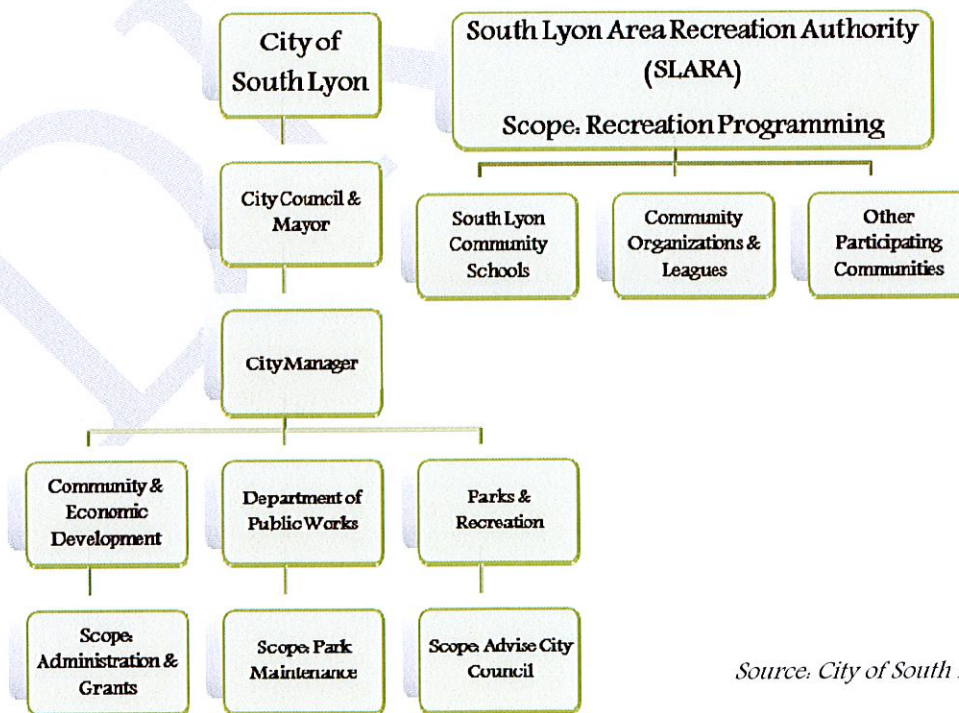 City of
South Lyon
South Lyon Area Recreation Authority
(SLARA)
Scope: Recreation Programming
City Council &
Mayor
South Lyon
Community
Schools
Community
Organizations &
Leagues
Other
Participating
Communities
City Manager
Community &
Economic
Development
Department of
Public Works
Parks &
Recreation
Scope:
Administration &
Grants
Scope: Park
Maintenance
Scope: Advise City
Council
Source: City of South